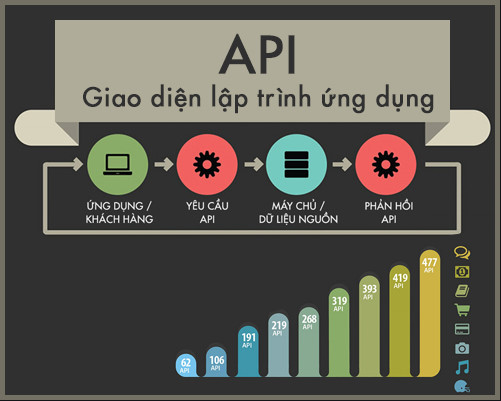 API
Giao diện lập trình ứng dụng
ỨNG DỤNG /
KHÁCH HÀNG
YÊU CẦU
API
MÁY CHỦ /
DỮ LIỆU NGUỒN
PHẢN HỒI
API
62
API
106
API
191
API
219
API
268
API
319
API
393
API
419
API
477
API